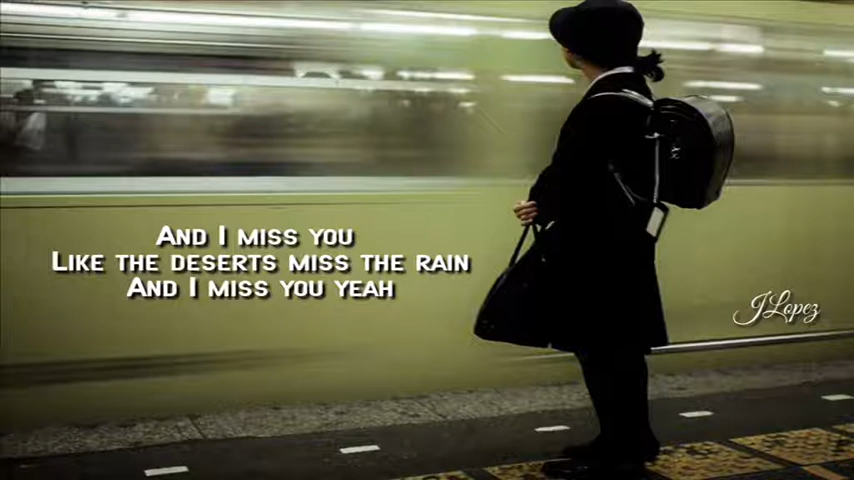 And I miss you
Like the deserts miss the rain
And I miss you yeah
JLopez